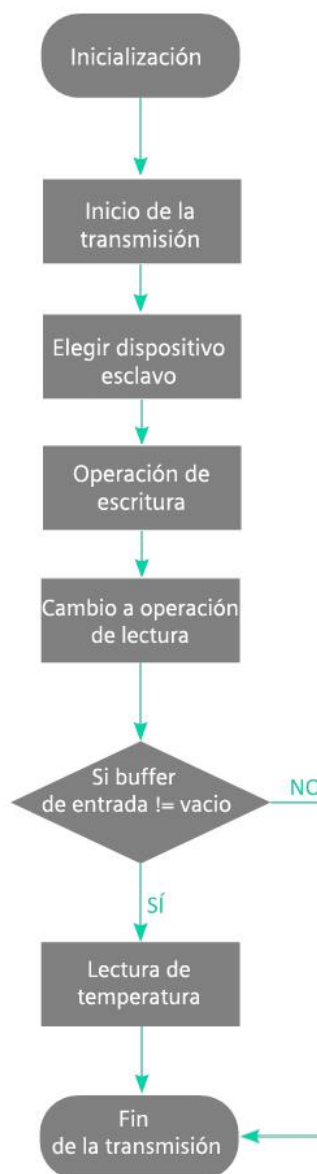 Inicialización
Inicio de la
transmisión
Elegir dispositivo
esclavo
Operación de
escritura
Cambio a operación
de lectura
Si buffer
de entrada != vacio
NO
SÍ
Lectura de
temperatura
Fin
de la transmisión